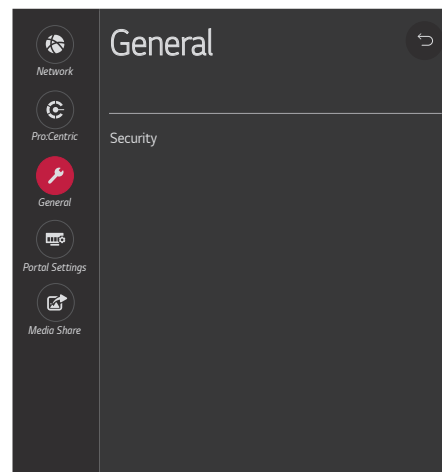 General
Network
Pro:Centric
Security
General
Portal Settings
Media Share